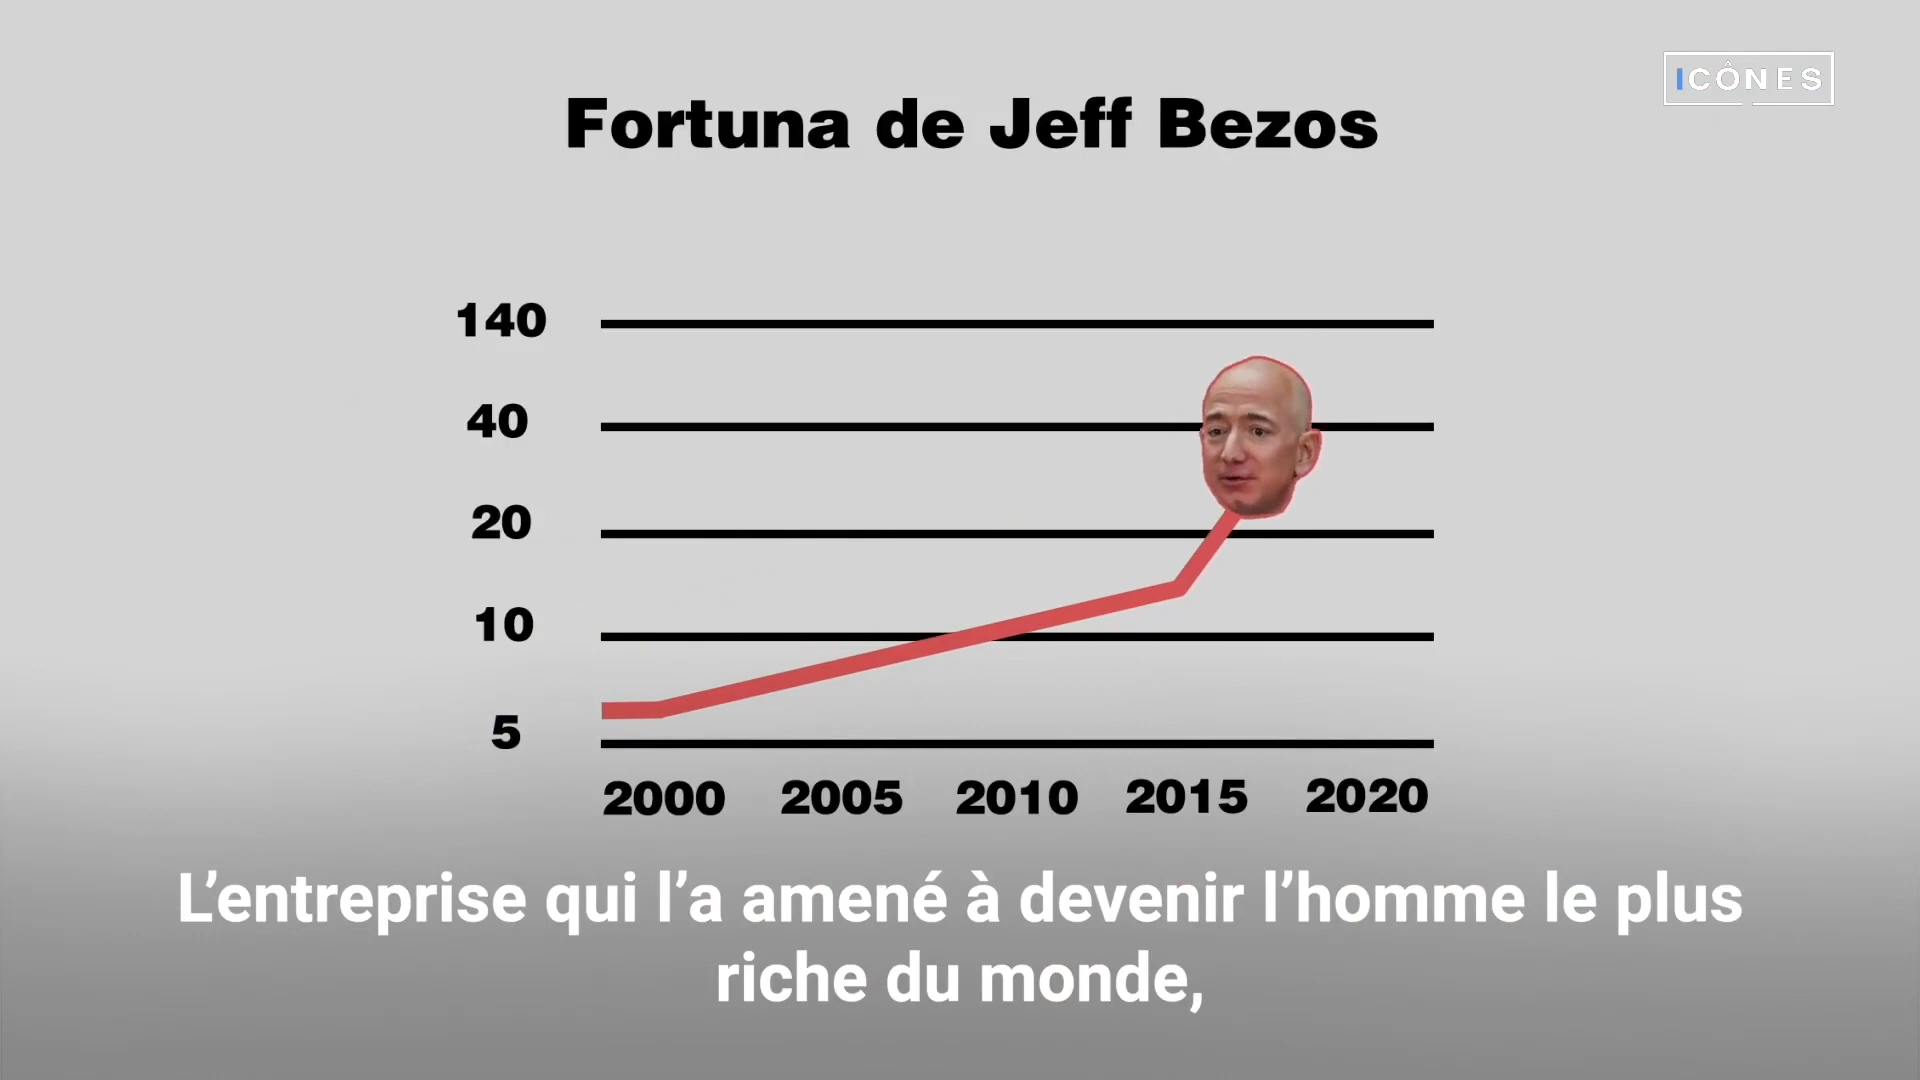 ICÔNES
Fortuna de Jeff Bezos
140
40
20
10
5
2000 2005 2010 2015 2020
L’entreprise qui l’a amené à devenir l’homme le plus
riche du monde,